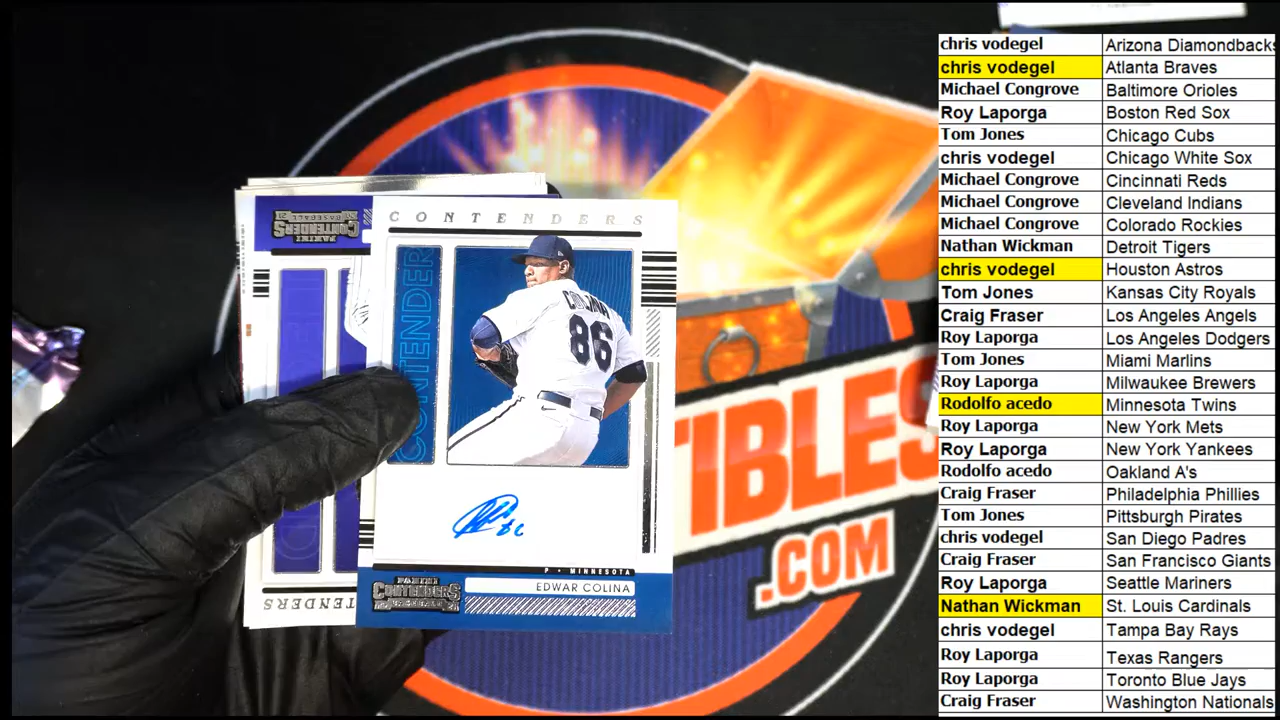 CONTENDERS
CONTENDER
COLINA
86
86
P • MINNESOTA
EDWAR COLINA
PANINI
CONTENDERS
BASEBALL
PANINI
CONTENDERS
BASEBALL
CONTENDERS
TIBLES
.COM
chris vodegel Arizona Diamondbacks
chris vodegel Atlanta Braves
Michael Congrove Baltimore Orioles
Roy Laporga Boston Red Sox
Tom Jones Chicago Cubs
chris vodegel Chicago White Sox
Michael Congrove Cincinnati Reds
Michael Congrove Cleveland Indians
Michael Congrove Colorado Rockies
Nathan Wickman Detroit Tigers
chris vodegel Houston Astros
Tom Jones Kansas City Royals
Craig Fraser Los Angeles Angels
Roy Laporga Los Angeles Dodgers
Tom Jones Miami Marlins
Roy Laporga Milwaukee Brewers
Rodolfo acedo Minnesota Twins
Roy Laporga New York Mets
Roy Laporga New York Yankees
Rodolfo acedo Oakland A's
Craig Fraser Philadelphia Phillies
Tom Jones Pittsburgh Pirates
chris vodegel San Diego Padres
Craig Fraser San Francisco Giants
Roy Laporga Seattle Mariners
Nathan Wickman St. Louis Cardinals
chris vodegel Tampa Bay Rays
Roy Laporga Texas Rangers
Roy Laporga Toronto Blue Jays
Craig Fraser Washington Nationals